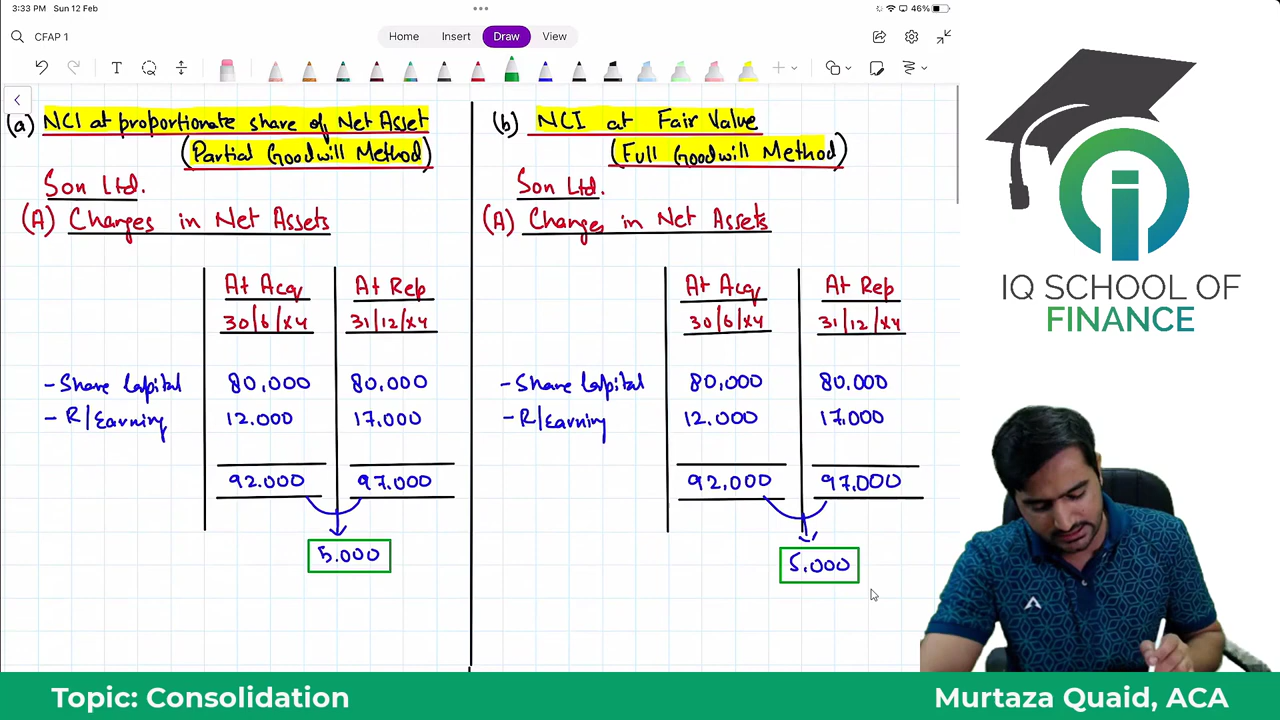 3:33 PM Sun 12 Feb
46%
CFAP 1
Home Insert Draw View
(a) NCI at proportionate share of Net Asset
(Partial Goodwill Method)
Son Ltd.
(A) Changes in Net Assets
At Acq At Rep
30/6/x4 31/12/x4
- Share Capital 80,000 80,000
- R/Earning 12.000 17.000
92.000 97.000
5.000
(b) NCI at Fair Value
(Full Goodwill Method)
Son Ltd.
(A) Changes in Net Assets
At Acq At Rep
30/6/x4 31/12/x4
- Share Capital 80,000 80.000
- R/Earning 12.000 17.000
92,000 97,000
5.000
IQ SCHOOL OF
FINANCE
Topic: Consolidation
Murtaza Quaid, ACA